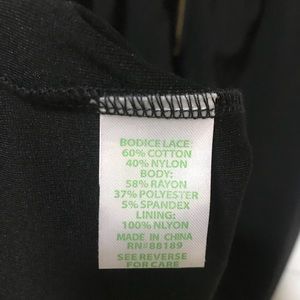 BODICE LACE:
60% COTTON
40% NYLON
BODY:
58% RAYON
37% POLYESTER
5% SPANDEX
LINING:
100% NLYON
MADE IN CHINA
RN#88189
SEE REVERSE
FOR CARE